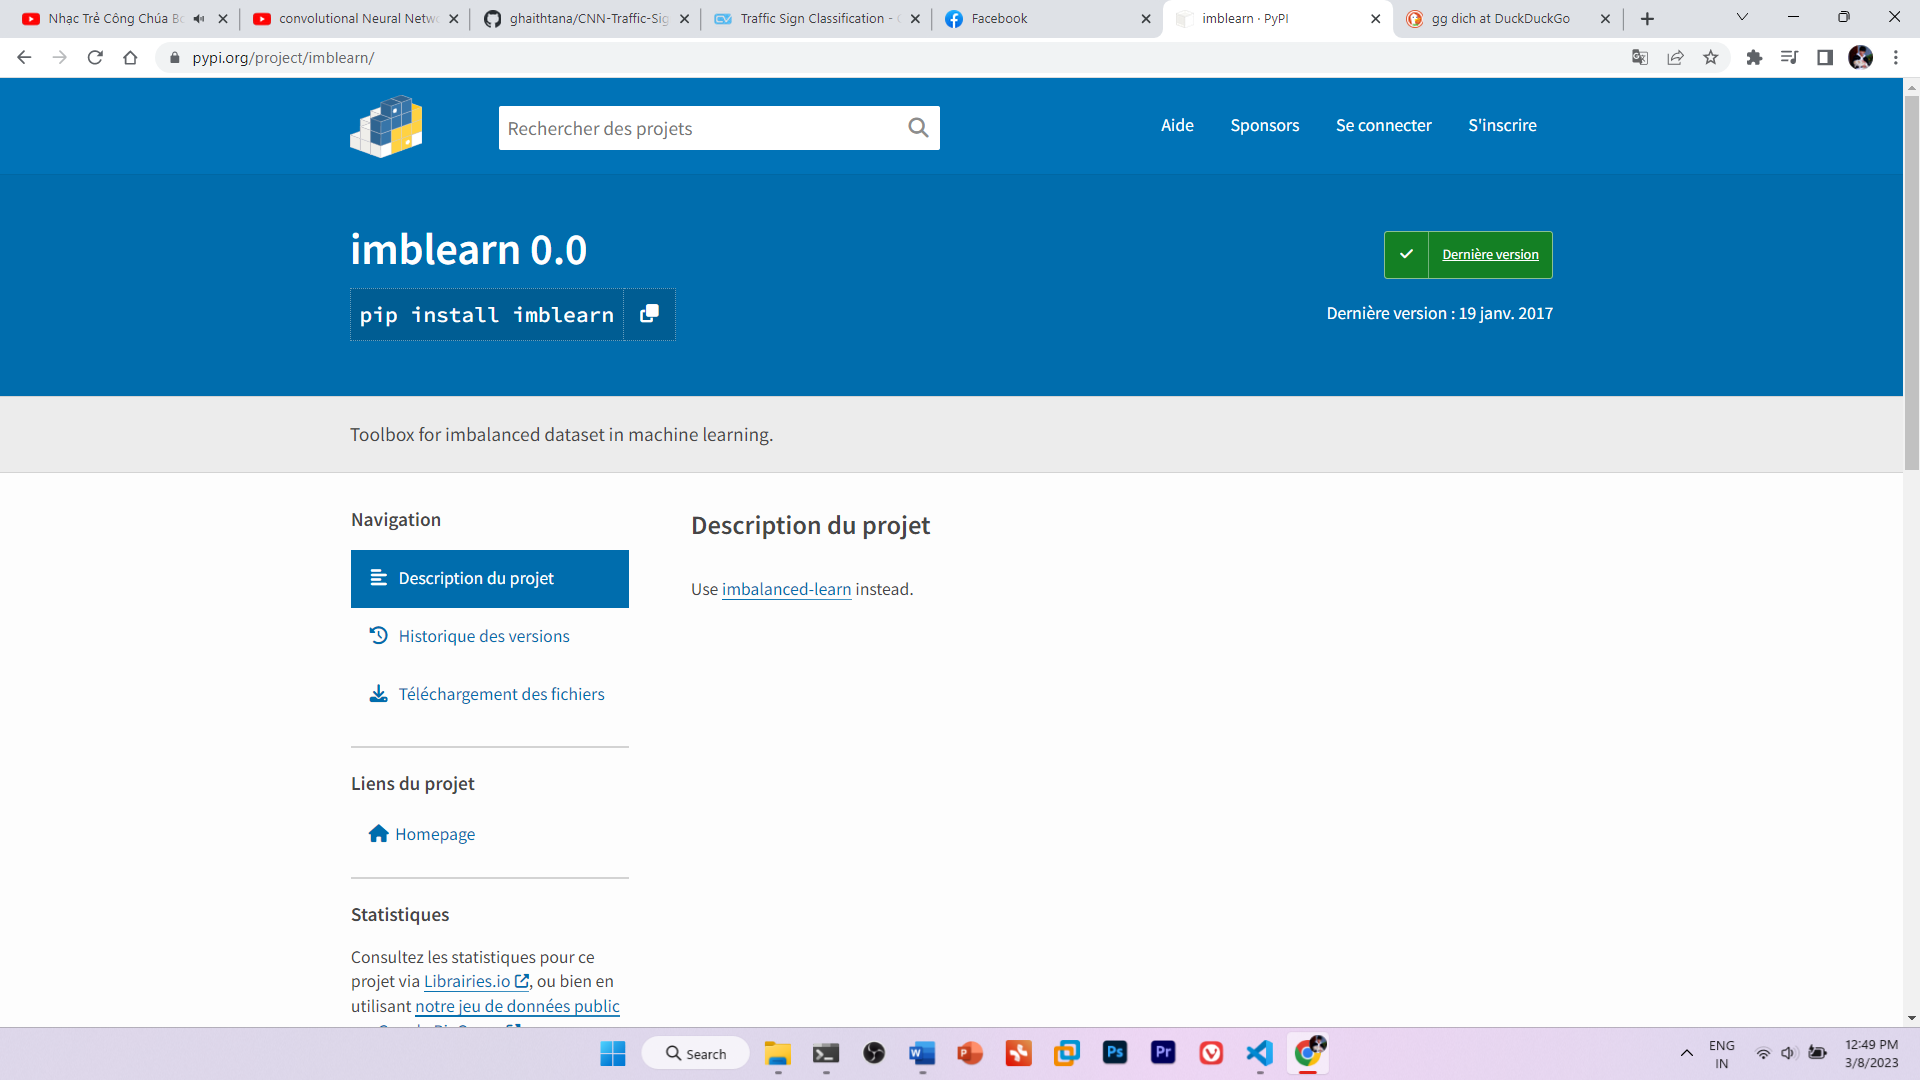 Nhạc Trẻ Công Chúa Bo
convolutional Neural Netwo
ghaithtana/CNN-Traffic-Sig
Traffic Sign Classification -
Facebook
imblearn · PyPI
gg dich at DuckDuckGo
pypi.org/project/imblearn/
Rechercher des projets
Aide
Sponsors
Se connecter
S'inscrire
imblearn 0.0
pip install imblearn
Dernière version
Dernière version : 19 janv. 2017
Toolbox for imbalanced dataset in machine learning.
Navigation
Description du projet
Historique des versions
Téléchargement des fichiers
Liens du projet
Homepage
Statistiques
Consultez les statistiques pour ce
projet via Librairies.io, ou bien en
utilisant notre jeu de données public
Description du projet
Use imbalanced-learn instead.
Search
ENG
IN
12:49 PM
3/8/2023